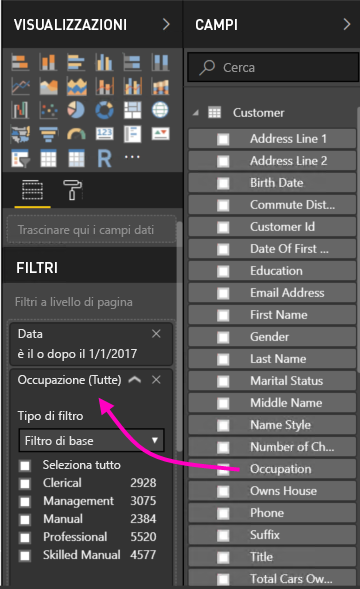 VISUALIZZAZIONI
R
Trascinare qui i campi dati
FILTRI
Filtri a livello di pagina
Data
è il o dopo il 1/1/2017
Occupazione (Tutte)
Tipo di filtro
Filtro di base
Seleziona tutto
Clerical 2928
Management 3075
Manual 2384
Professional 5520
Skilled Manual 4577
CAMPI
Cerca
Customer
Address Line 1
Address Line 2
Birth Date
Commute Dist...
Customer Id
Date Of First ...
Education
Email Address
First Name
Gender
Last Name
Marital Status
Middle Name
Name Style
Number of Ch...
Occupation
Owns House
Phone
Suffix
Title
Total Cars Ow...